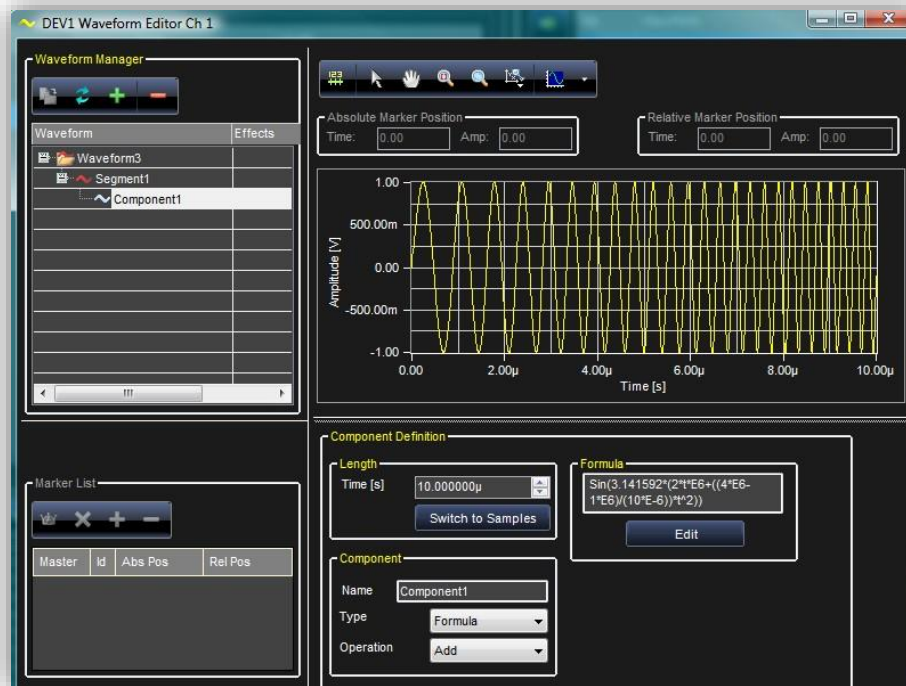 DEV1 Waveform Editor Ch 1
Waveform Manager
Waveform Effects
Waveform3
Segment1
Component1
Marker List
Master Id Abs Pos Rel Pos
123
Absolute Marker Position
Time: 0.00 Amp: 0.00
Relative Marker Position
Time: 0.00 Amp: 0.00
Amplitude [V]
1.00
500.00m
0.00
-500.00m
-1.00
0.00 2.00µ 4.00µ 6.00µ 8.00µ 10.00µ
Time [s]
Component Definition
Length
Time [s] 10.000000µ
Switch to Samples
Component
Name Component1
Type Formula
Operation Add
Formula
Sin(3.141592*(2*t*E6+((4*E6-
1*E6)/(10*E-6))*t^2))
Edit